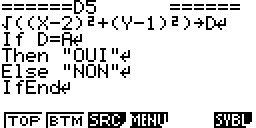 ======D5      ======
√((X-2)²+(Y-1)²)→D↵
If D=A↵
Then "OUI"↵
Else "NON"↵
IfEnd↵
TOP BTM SRC MENU SYBL